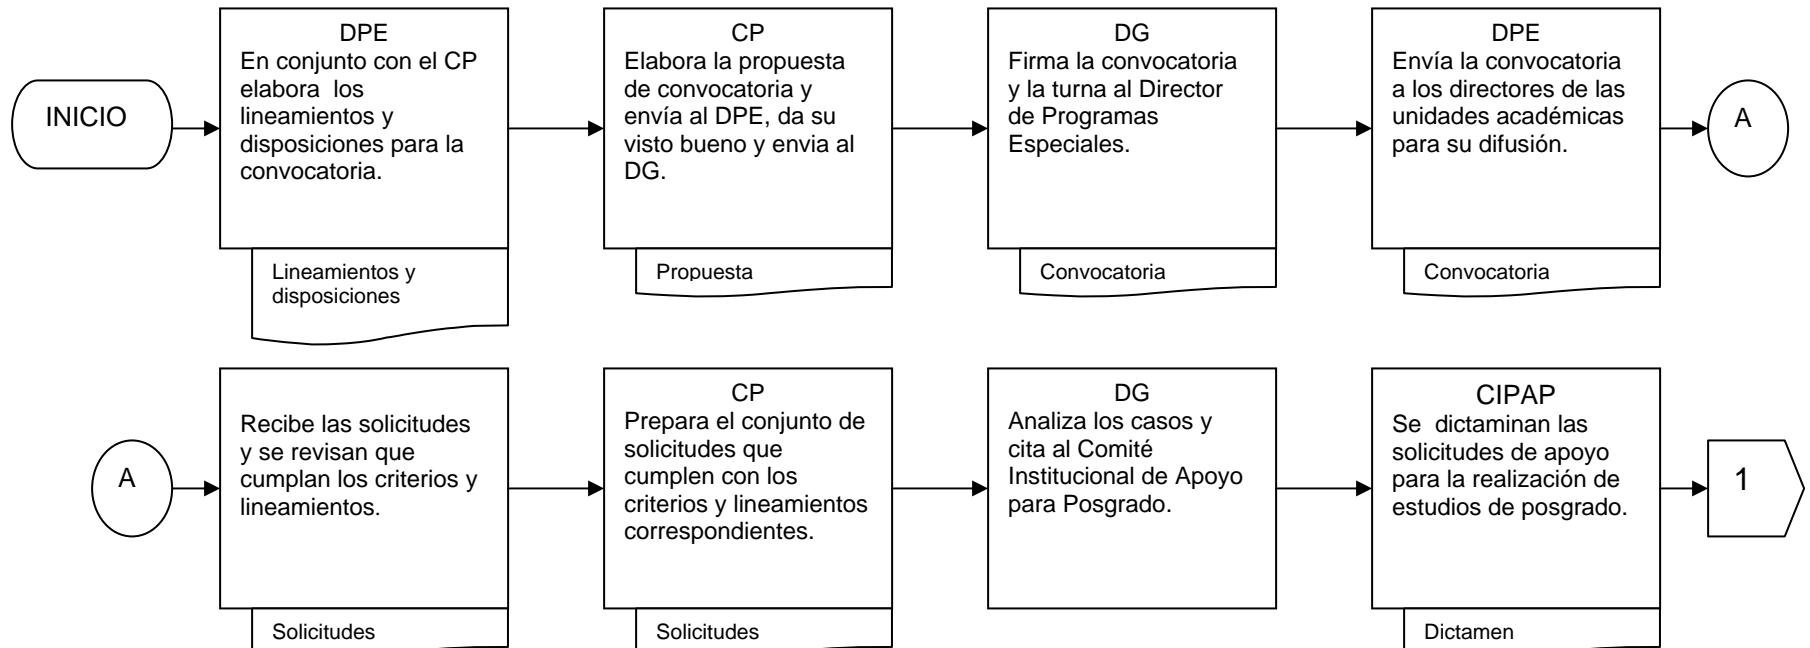 INICIO
DPE
En conjunto con el CP
elabora los
lineamientos y
disposiciones para la
convocatoria.
Lineamientos y
disposiciones
CP
Elabora la propuesta
de convocatoria y
envía al DPE, da su
visto bueno y envia al
DG.
Propuesta
DG
Firma la convocatoria
y la turna al Director
de Programas
Especiales.
Convocatoria
DPE
Envía la convocatoria
a los directores de las
unidades académicas
para su difusión.
Convocatoria
A
A
Recibe las solicitudes
y se revisan que
cumplan los criterios y
lineamientos.
Solicitudes
CP
Prepara el conjunto de
solicitudes que
cumplen con los
criterios y lineamientos
correspondientes.
Solicitudes
DG
Analiza los casos y
cita al Comité
Institucional de Apoyo
para Posgrado.
CIPAP
Se dictaminan las
solicitudes de apoyo
para la realización de
estudios de posgrado.
Dictamen
1